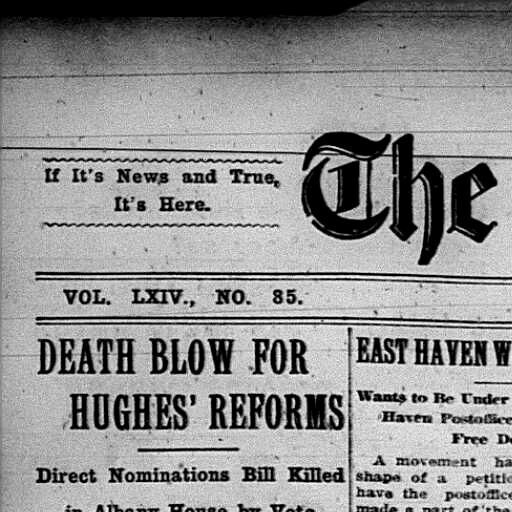 If It's News and True,
It's Here.
The
VOL. LXIV., NO. 85.
DEATH BLOW FOR
HUGHES' REFORMS
Direct Nominations Bill Killed
in Albany House by Vote
EAST HAVEN W
Wants to Be Under
Haven Postoffice
Free De
A movement ha
shape of a petitio
have the postoffice
made a part of the